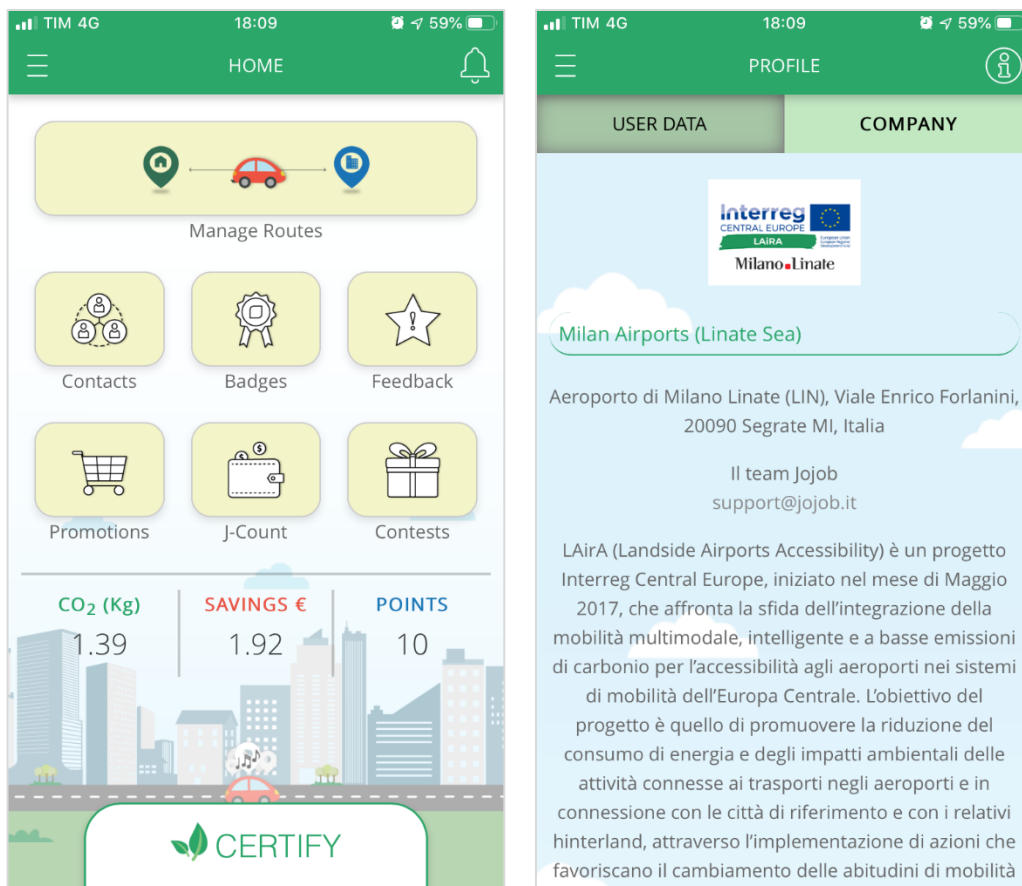 TIM 4G 18:09 59%
HOME
Manage Routes
Contacts Badges Feedback
Promotions J-Count Contests
CO₂ (Kg) SAVINGS € POINTS
1.39 1.92 10
CERTIFY
TIM 4G 18:09 59%
PROFILE
USER DATA COMPANY
Interreg
CENTRAL EUROPE
LAirA
Milano Linate
Milan Airports (Linate Sea)
Aeroporto di Milano Linate (LIN), Viale Enrico Forlanini,
20090 Segrate MI, Italia
Il team Jojob
support@jojob.it
LAirA (Landside Airports Accessibility) è un progetto
Interreg Central Europe, iniziato nel mese di Maggio
2017, che affronta la sfida dell’integrazione della
mobilità multimodale, intelligente e a basse emissioni
di carbonio per l’accessibilità agli aeroporti nei sistemi
di mobilità dell’Europa Centrale. L’obiettivo del
progetto è quello di promuovere la riduzione del
consumo di energia e degli impatti ambientali delle
attività connesse ai trasporti negli aeroporti e in
connessione con le città di riferimento e con i relativi
hinterland, attraverso l’implementazione di azioni che
favoriscano il cambiamento delle abitudini di mobilità